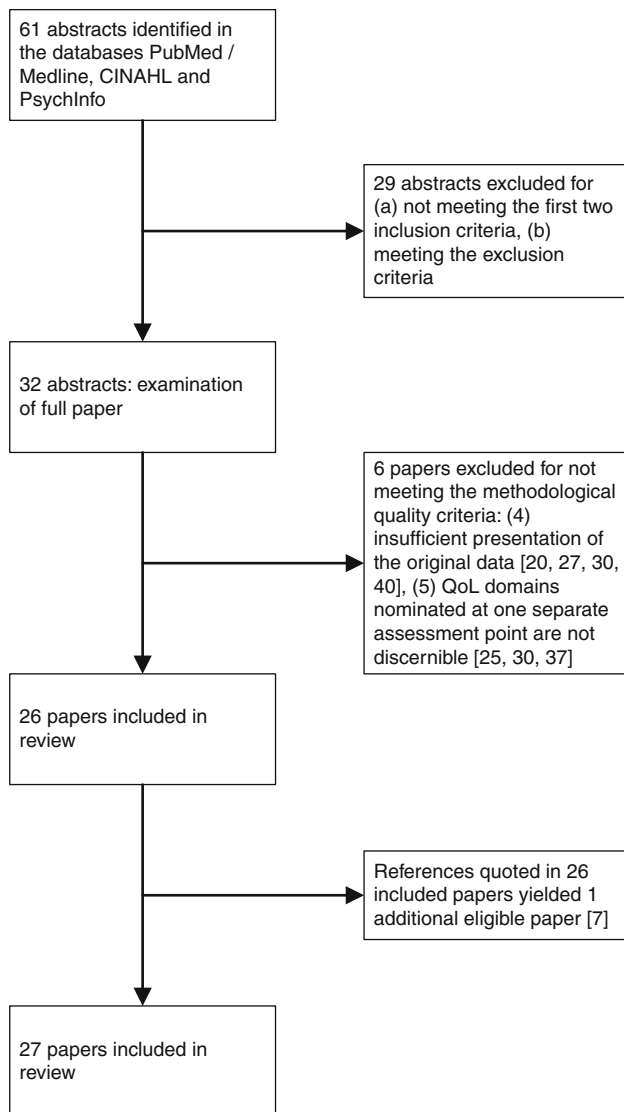 61 abstracts identified in
the databases PubMed /
Medline, CINAHL and
PsychInfo
29 abstracts excluded for
(a) not meeting the first two
inclusion criteria, (b)
meeting the exclusion
criteria
32 abstracts: examination
of full paper
6 papers excluded for not
meeting the methodological
quality criteria: (4)
insufficient presentation of
the original data [20, 27, 30,
40], (5) QoL domains
nominated at one separate
assessment point are not
discernible [25, 30, 37]
26 papers included in
review
References quoted in 26
included papers yielded 1
additional eligible paper [7]
27 papers included in
review